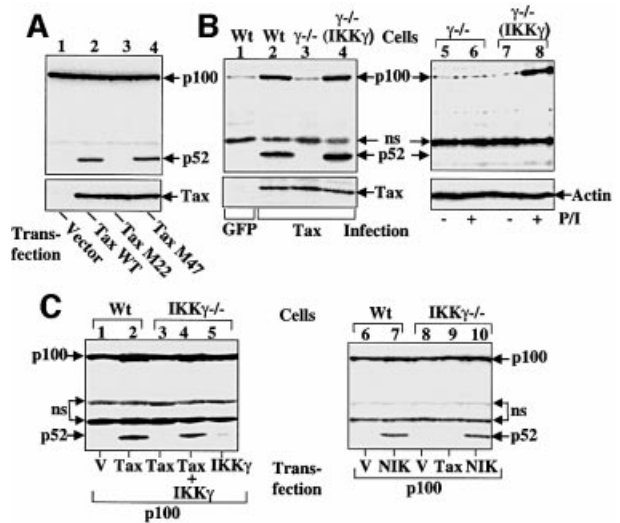 A
1 2 3 4
p100
p52
Tax
Trans-
fection
Vector
Tax WT
Tax M22
Tax M47
B
Wt Wt γ-/- γ-/-
(IKKγ)
1 2 3 4
Cells
γ-/- γ-/-
(IKKγ)
5 6 7 8
p100
ns
p52
Tax
Actin
- + - + P/I
GFP Tax Infection
C
Wt IKKγ-/-
1 2 3 4 5
p100
ns
p52
V Tax Tax Tax IKKγ
+
IKKγ
p100
Cells
Wt IKKγ-/-
6 7 8 9 10
p100
ns
p52
Trans-
fection
V NIK V Tax NIK
p100